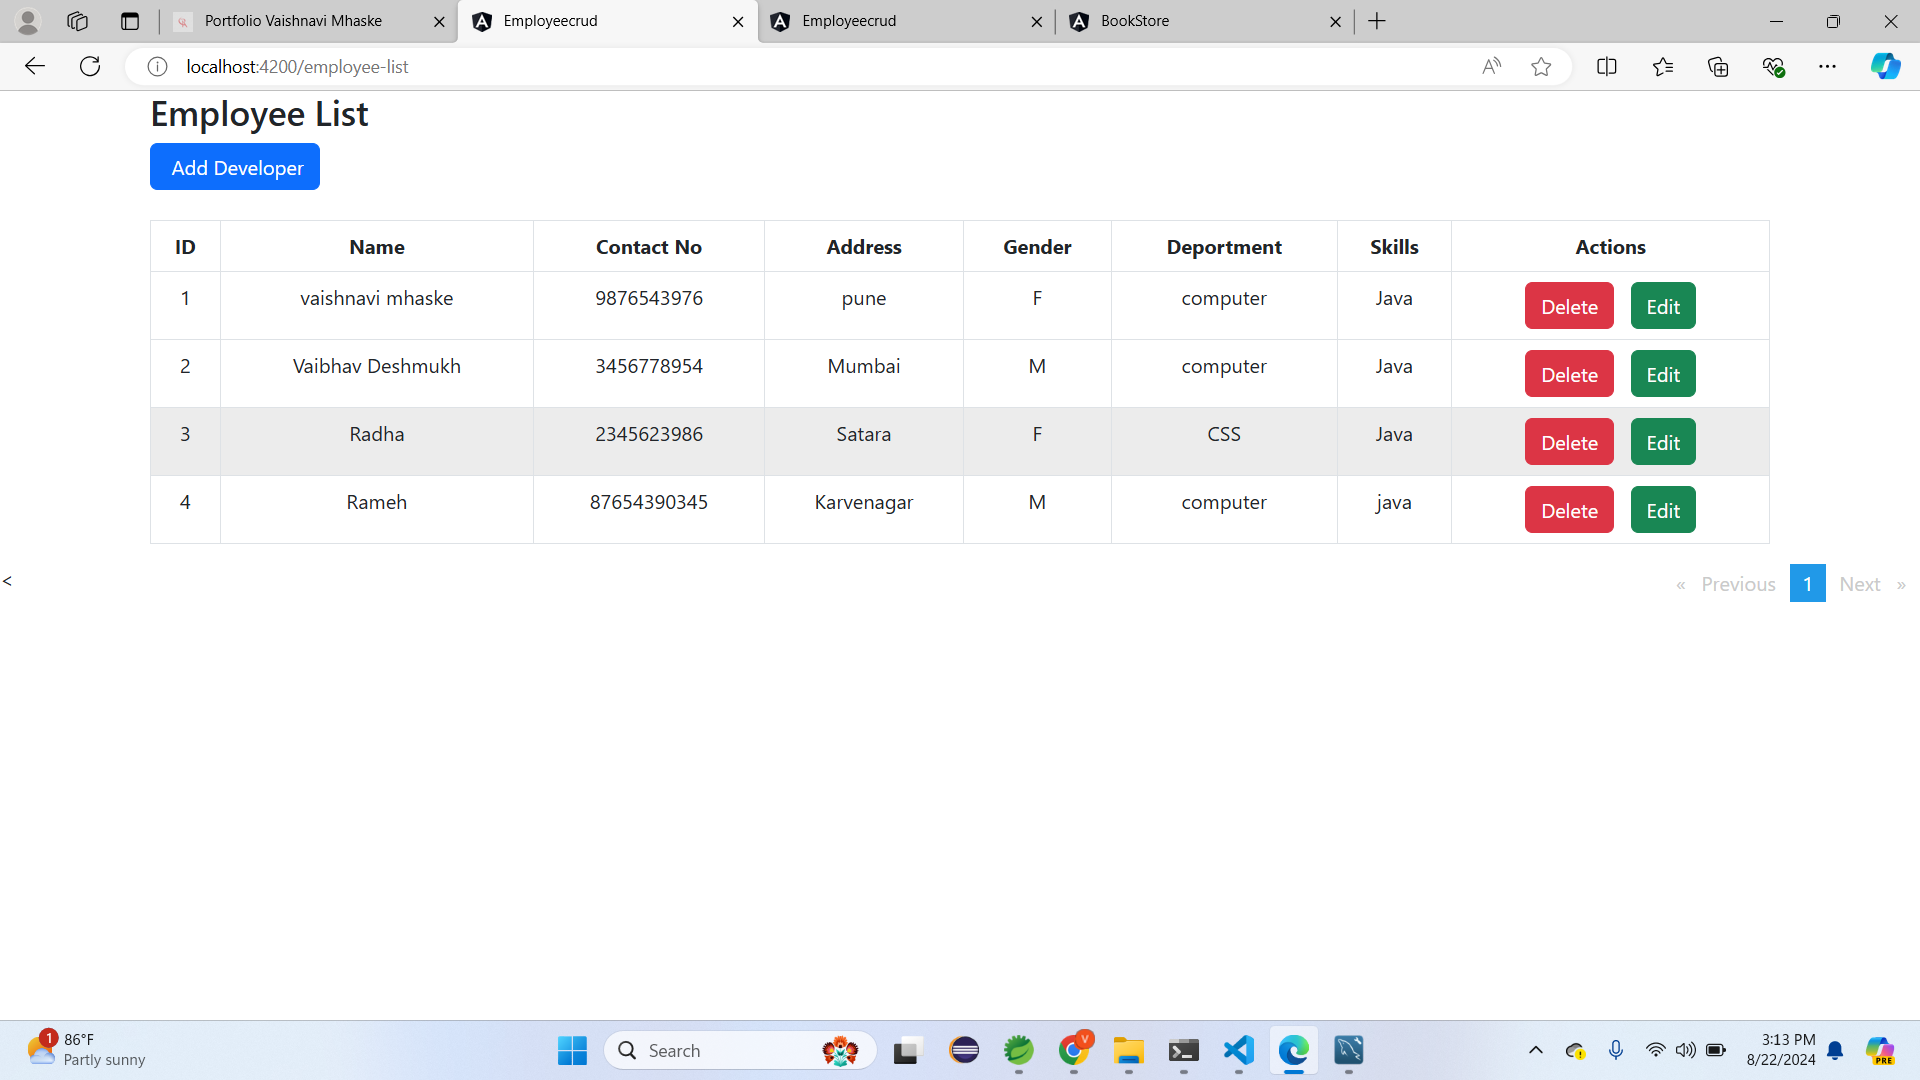 Portfolio Vaishnavi Mhaske
Employeecrud
Employeecrud
BookStore
localhost:4200/employee-list
Employee List
Add Developer
ID Name Contact No Address Gender Deportment Skills Actions
1 vaishnavi mhaske 9876543976 pune F computer Java Delete Edit
2 Vaibhav Deshmukh 3456778954 Mumbai M computer Java Delete Edit
3 Radha 2345623986 Satara F CSS Java Delete Edit
4 Rameh 87654390345 Karvenagar M computer java Delete Edit
< « Previous 1 Next »
1
86°F
Partly sunny
Search
V
3:13 PM
8/22/2024
PRE